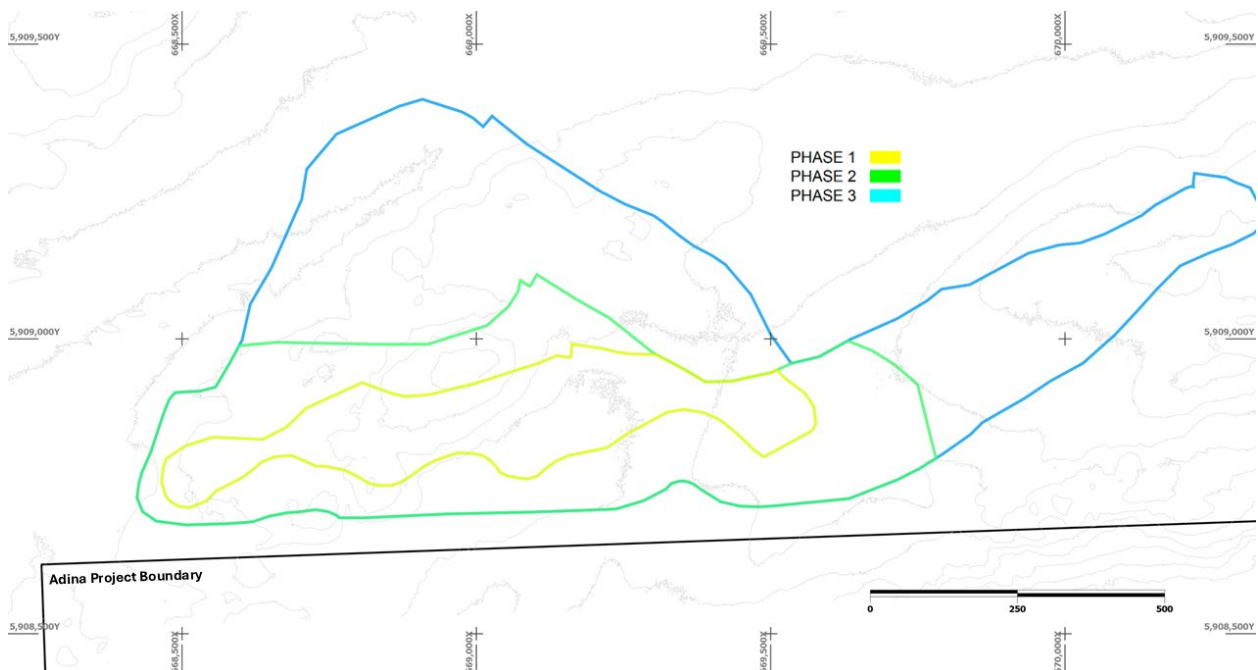 668,500X
669,000X
669,500X
670,000X
5,909,500Y
5,909,500Y
PHASE 1
PHASE 2
PHASE 3
5,909,000Y
5,909,000Y
Adina Project Boundary
0
250
500
5,908,500Y
5,908,500Y
668,500X
669,000X
669,500X
670,000X